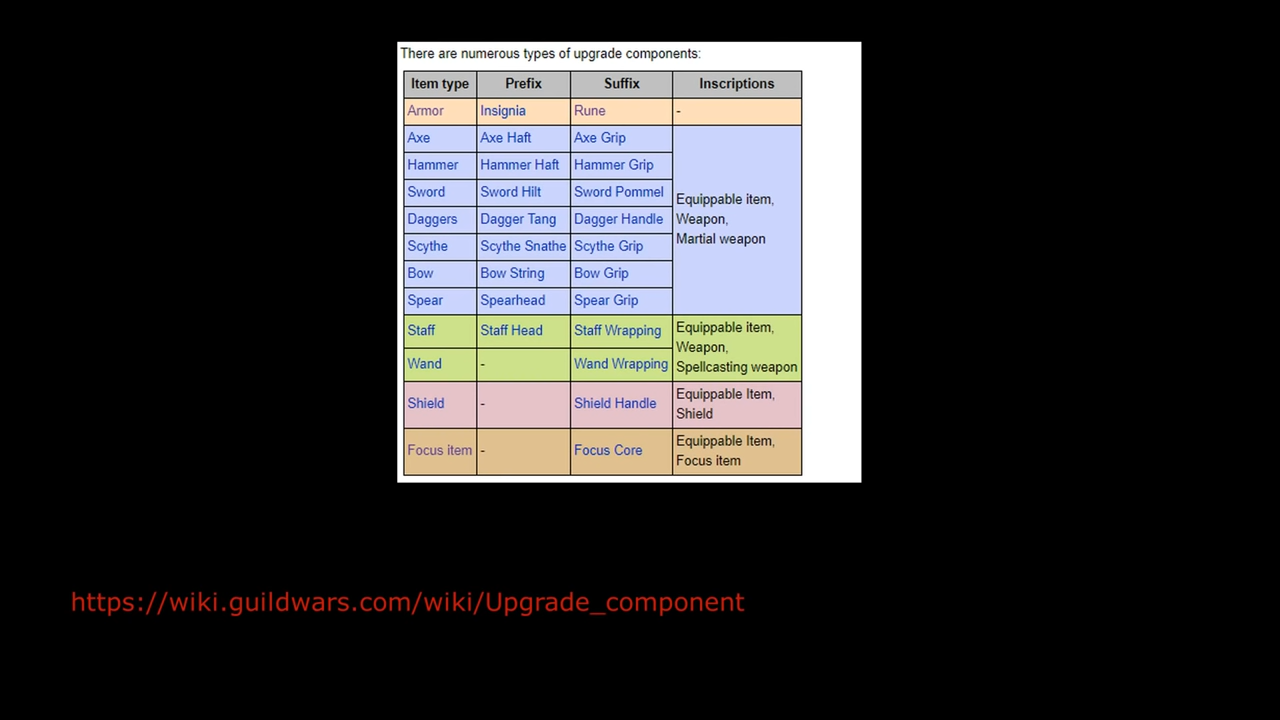 There are numerous types of upgrade components:
Item type Prefix Suffix Inscriptions
Armor Insignia Rune -
Axe Axe Haft Axe Grip
Hammer Hammer Haft Hammer Grip
Sword Sword Hilt Sword Pommel
Equippable item,
Daggers Dagger Tang Dagger Handle Weapon,
Martial weapon
Scythe Scythe Snathe Scythe Grip
Bow Bow String Bow Grip
Spear Spearhead Spear Grip
Staff Staff Head Staff Wrapping Equippable item,
Weapon,
Wand - Wand Wrapping Spellcasting weapon
Shield - Shield Handle Equippable Item,
Shield
Focus item - Focus Core Equippable Item,
Focus item
https://wiki.guildwars.com/wiki/Upgrade_component